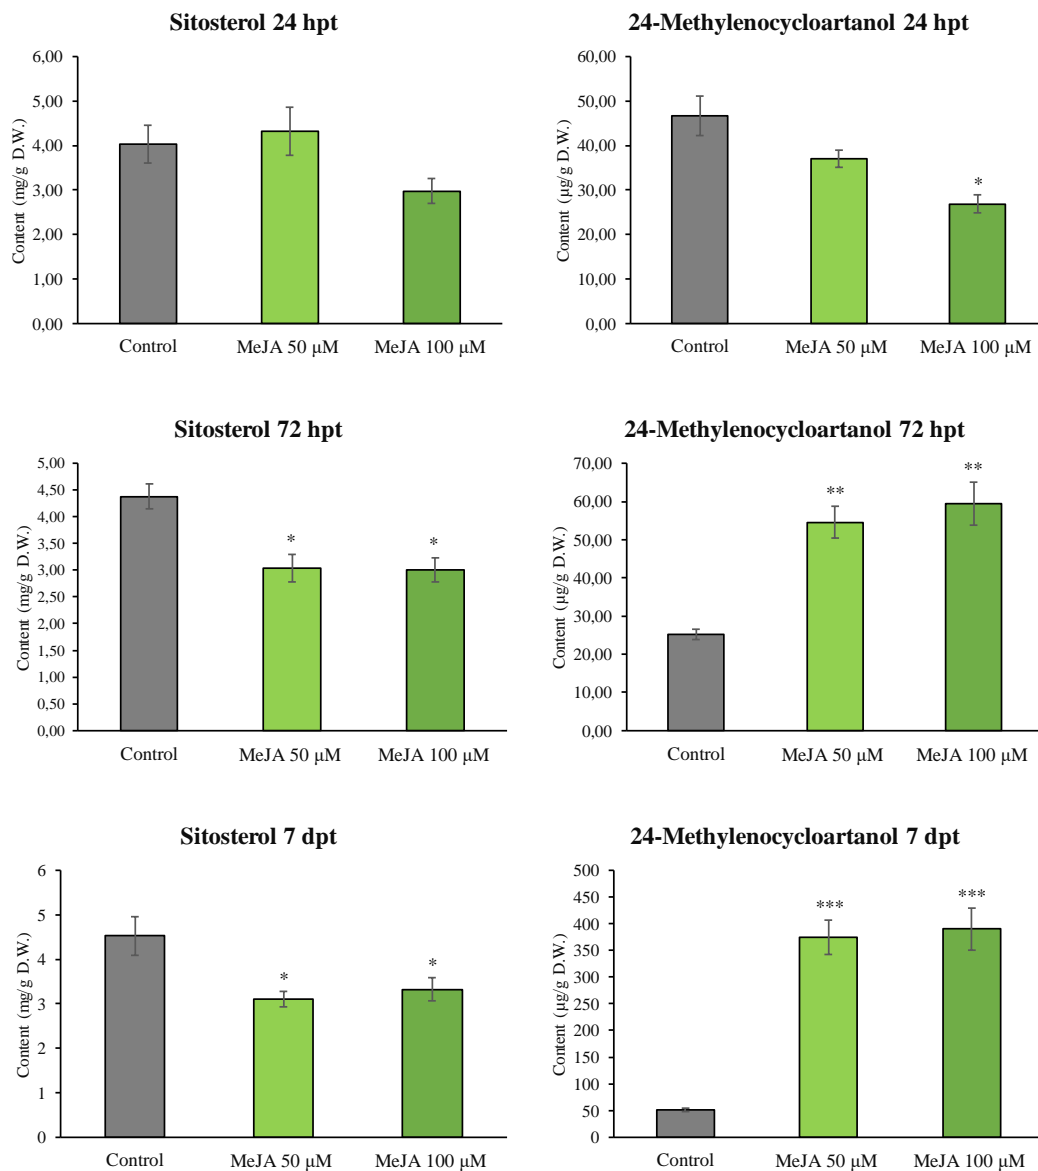 Sitosterol 24 hpt
6,00
5,00
4,00
3,00
2,00
1,00
0,00
Content (mg/g D.W.)
Control
MeJA 50 μM
MeJA 100 μM
24-Methylenocycloartanol 24 hpt
60,00
50,00
40,00
30,00
20,00
10,00
0,00
Content (μg/g D.W.)
*
Control
MeJA 50 μM
MeJA 100 μM
Sitosterol 72 hpt
5,00
4,50
4,00
3,50
3,00
2,50
2,00
1,50
1,00
0,50
0,00
Content (mg/g D.W.)
*
*
Control
MeJA 50 μM
MeJA 100 μM
24-Methylenocycloartanol 72 hpt
70,00
60,00
50,00
40,00
30,00
20,00
10,00
0,00
Content (μg/g D.W.)
**
**
Control
MeJA 50 μM
MeJA 100 μM
Sitosterol 7 dpt
6
5
4
3
2
1
0
Content (mg/g D.W.)
*
*
Control
MeJA 50 μM
MeJA 100 μM
24-Methylenocycloartanol 7 dpt
500
450
400
350
300
250
200
150
100
50
0
Content (μg/g D.W.)
***
***
Control
MeJA 50 μM
MeJA 100 μM